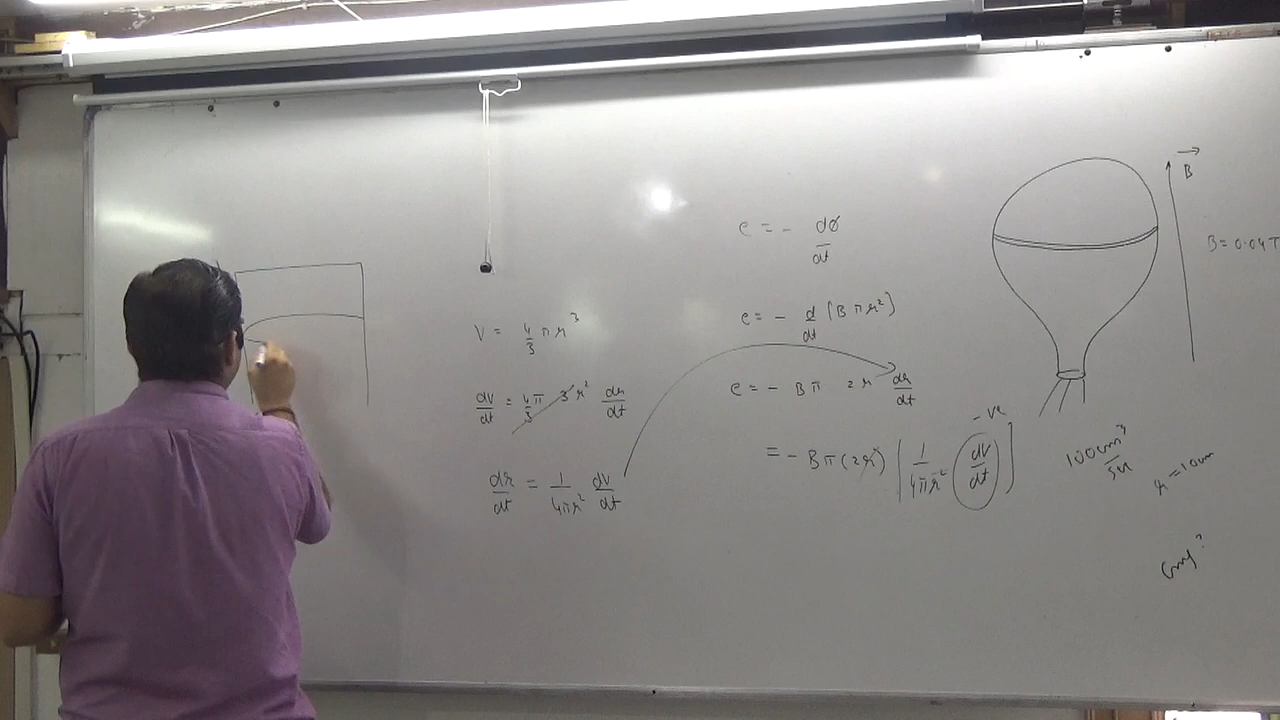 V = 4/3 π r³
dv/dt = 4π/3 3r² dr/dt
dr/dt = 1/4πr² dv/dt
e = - dφ/dt
e = - d/dt (B π r²)
e = - B π 2r dr/dt
= - B π (2r) [1/4πr² (dv/dt)]
-ve
B
B = 0.04 T
100 cm³/sec
r = 10 cm
emf ?